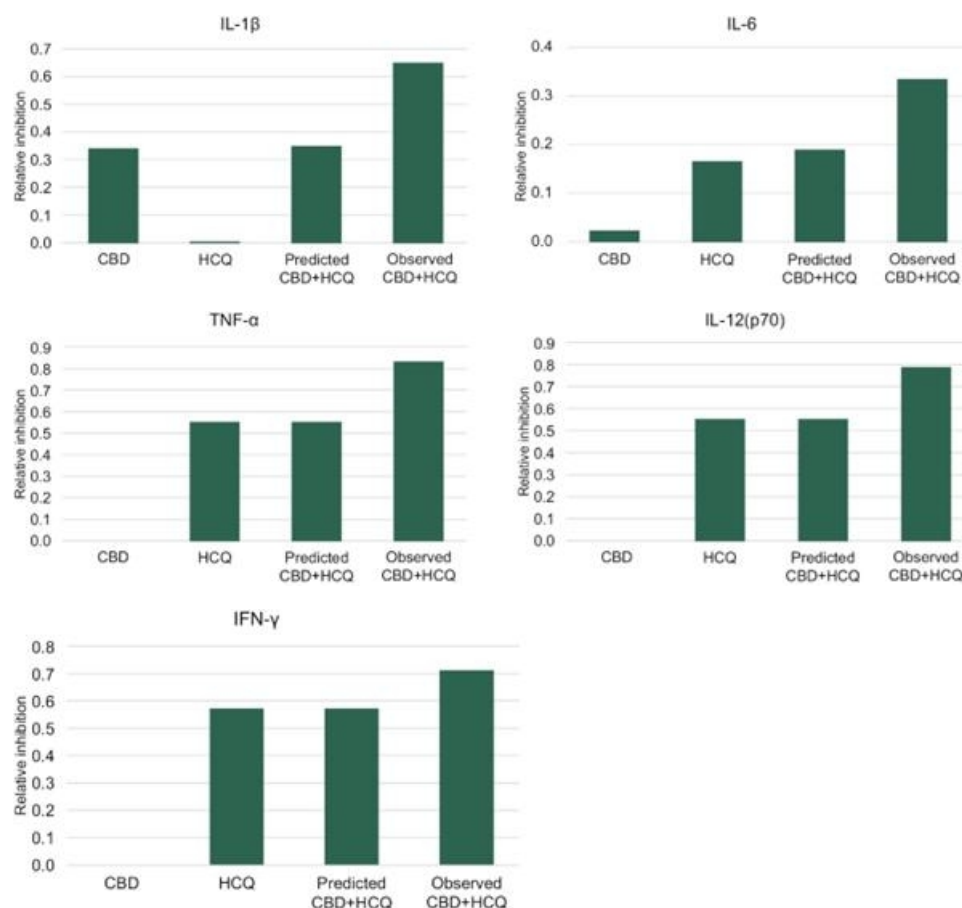 IL-1β
Relative inhibition
0.7
0.6
0.5
0.4
0.3
0.2
0.1
0.0
CBD
HCQ
Predicted
CBD+HCQ
Observed
CBD+HCQ
IL-6
Relative inhibition
0.4
0.3
0.2
0.1
0.0
CBD
HCQ
Predicted
CBD+HCQ
Observed
CBD+HCQ
TNF-α
Relative inhibition
0.9
0.8
0.7
0.6
0.5
0.4
0.3
0.2
0.1
0.0
CBD
HCQ
Predicted
CBD+HCQ
Observed
CBD+HCQ
IL-12(p70)
Relative inhibition
0.9
0.8
0.7
0.6
0.5
0.4
0.3
0.2
0.1
0.0
CBD
HCQ
Predicted
CBD+HCQ
Observed
CBD+HCQ
IFN-γ
Relative inhibition
0.8
0.7
0.6
0.5
0.4
0.3
0.2
0.1
0.0
CBD
HCQ
Predicted
CBD+HCQ
Observed
CBD+HCQ